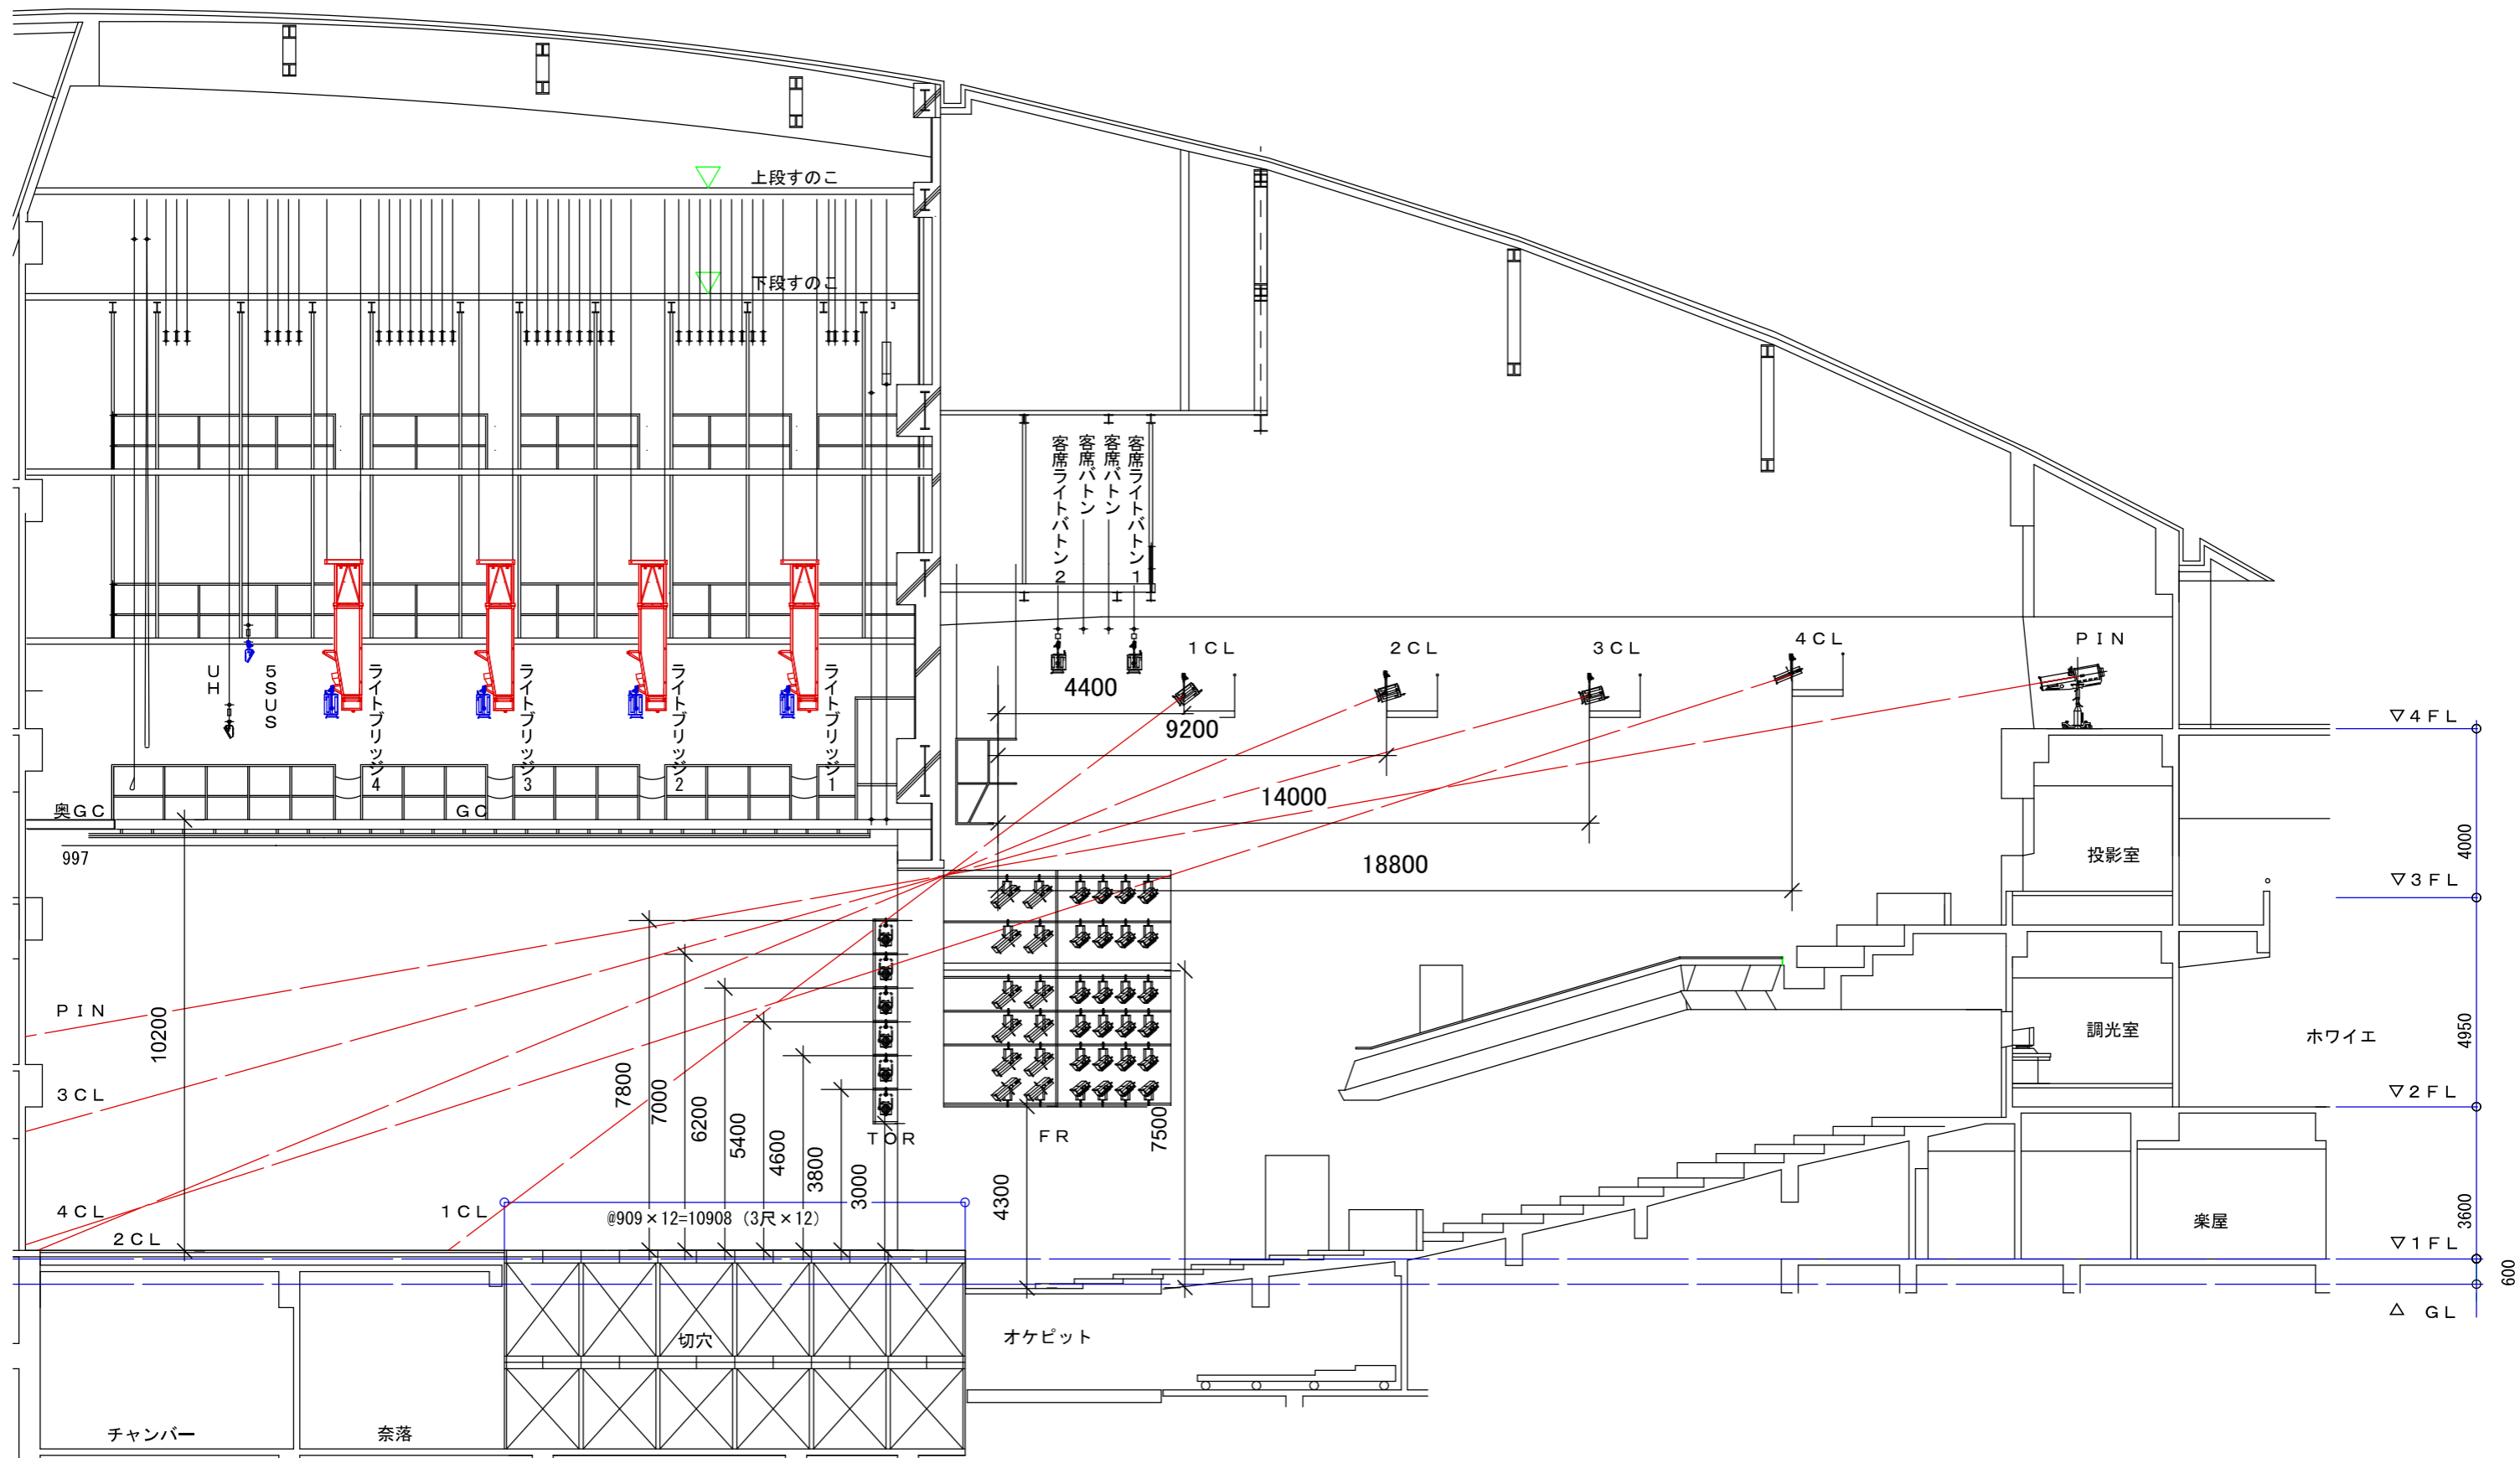 上段すのこ
下段すのこ
客席ライトバトン2
客席バトン
客席バトン
客席ライトバトン1
1CL
2CL
3CL
4CL
PIN
UH
5SUS
ライトブリッジ4
ライトブリッジ3
ライトブリッジ2
ライトブリッジ1
4400
9200
14000
18800
▽4FL
4000
▽3FL
4950
▽2FL
3600
▽1FL
600
△ GL
奥GC
GC
997
10200
PIN
3CL
4CL
2CL
1CL
7800
7000
6200
5400
4600
3800
3000
TOR
FR
4300
7500
@909×12=10908 (3尺×12)
投影室
調光室
ホワイエ
楽屋
切穴
オケピット
チャンバー
奈落